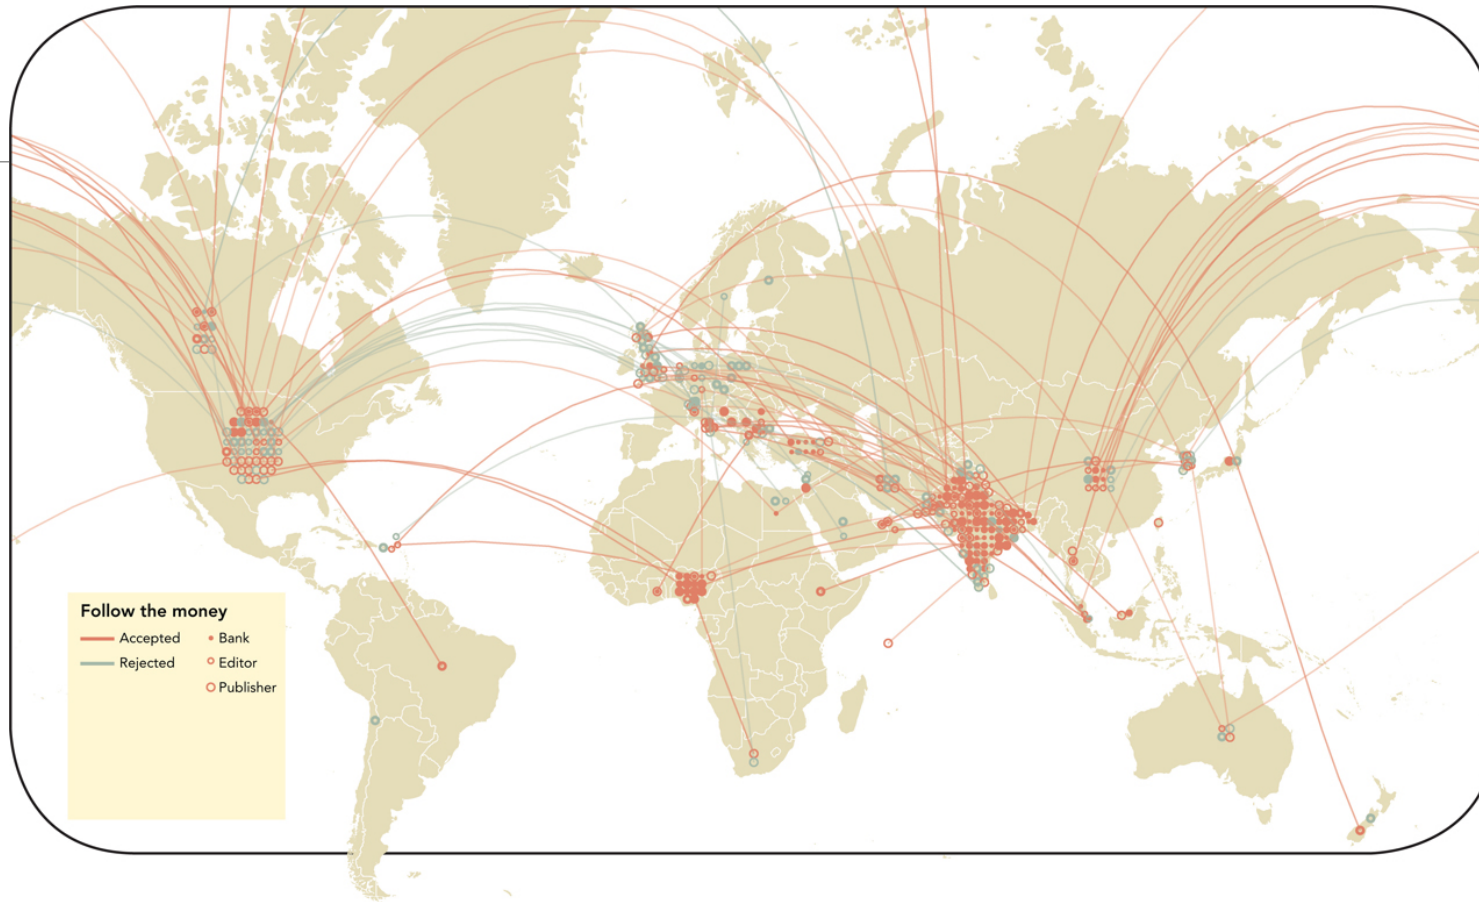 Follow the money
Accepted
Bank
Rejected
Editor
Publisher